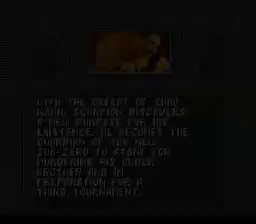 WITH THE DEFEAT OF SHAO
KAHN, SCORPION DISCOVERS
A NEW PURPOSE FOR HIS
EXISTENCE. HE BECOMES THE
GUARDIAN OF THE NEW
SUB-ZERO TO ATONE FOR
MURDERING HIS OLDER
BROTHER AND IN
PREPARATION FOR A
THIRD TOURNAMENT.